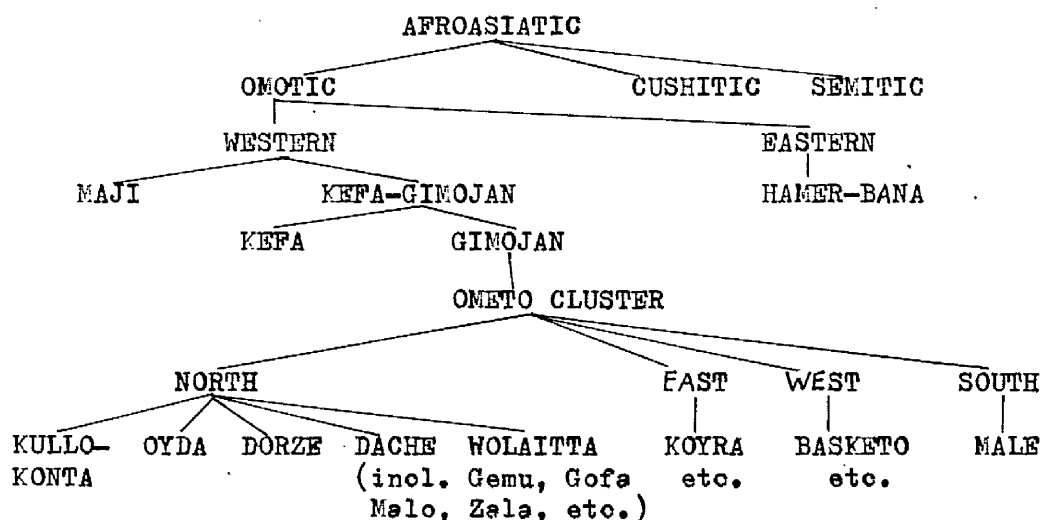 AFROASIATIC
OMOTIC CUSHITIC SEMITIC
WESTERN EASTERN
MAJI KEFA-GIMOJAN HAMER-BANA
KEFA GIMOJAN
OMETO CLUSTER
NORTH EAST WEST SOUTH
KULLO- OYDA DORZE DACHE WOLAITTA KOYRA BASKETO MALE
KONTA (incl. Gemu, Gofa etc. etc.
Malo, Zala, etc.)